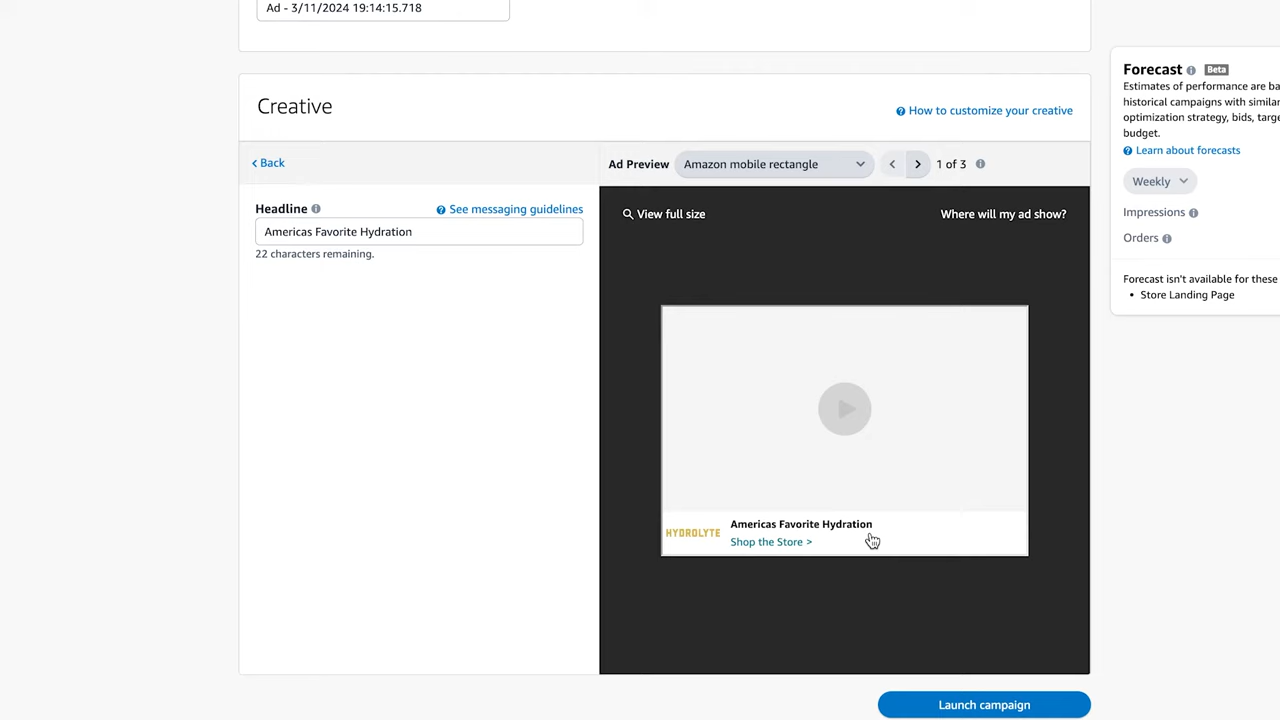 Ad - 3/11/2024 19:14:15.718
Creative
How to customize your creative
Back
Ad Preview
Amazon mobile rectangle
1 of 3
Headline
See messaging guidelines
Americas Favorite Hydration
22 characters remaining.
View full size
Where will my ad show?
HYDROLYTE
Americas Favorite Hydration
Shop the Store >
Launch campaign
Forecast
Beta
Estimates of performance are ba
historical campaigns with similar
optimization strategy, bids, targe
budget.
Learn about forecasts
Weekly
Impressions
Orders
Forecast isn't available for these
• Store Landing Page